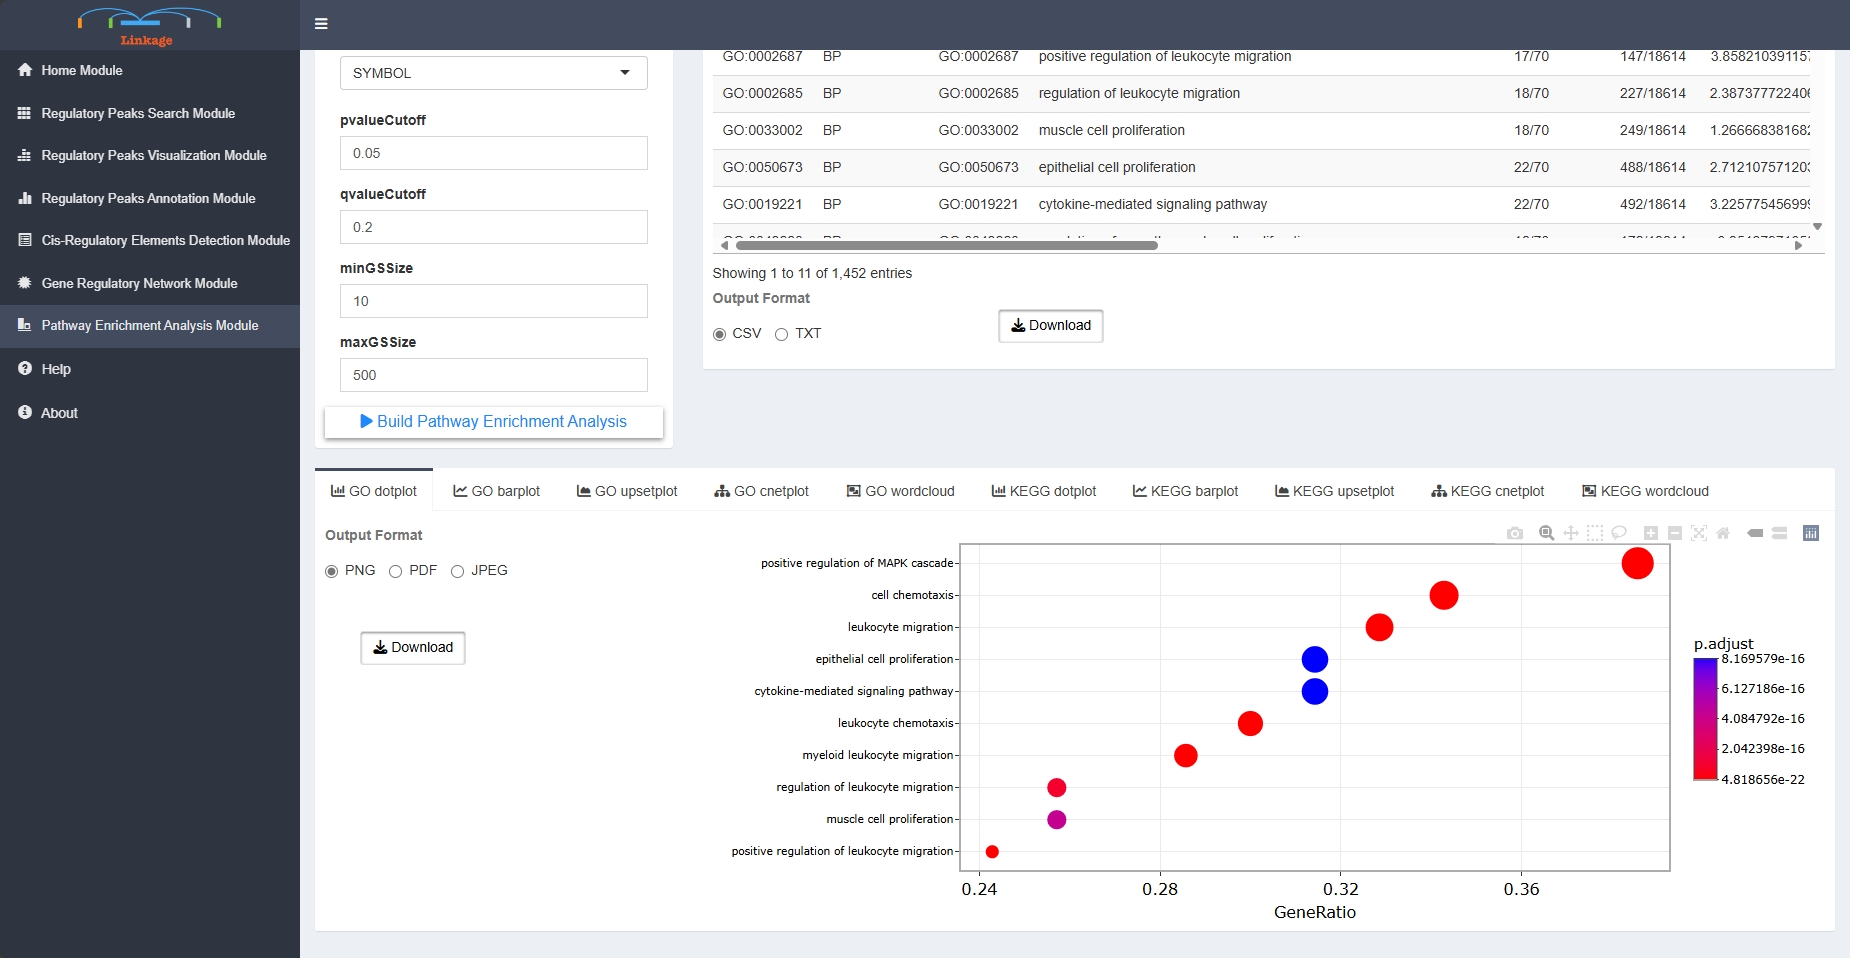 Linkage
Home Module
Regulatory Peaks Search Module
Regulatory Peaks Visualization Module
Regulatory Peaks Annotation Module
Cis-Regulatory Elements Detection Module
Gene Regulatory Network Module
Pathway Enrichment Analysis Module
Help
About
SYMBOL
pvalueCutoff
0.05
qvalueCutoff
0.2
minGSSize
10
maxGSSize
500
Build Pathway Enrichment Analysis
GO:0002687 BP GO:0002687 positive regulation of leukocyte migration 17/70 147/18614
GO:0002685 BP GO:0002685 regulation of leukocyte migration 18/70 227/18614 2.38737772240
GO:0033002 BP GO:0033002 muscle cell proliferation 18/70 249/18614 1.26666838168
GO:0050673 BP GO:0050673 epithelial cell proliferation 22/70 488/18614 2.71210757120
GO:0019221 BP GO:0019221 cytokine-mediated signaling pathway 22/70 492/18614 3.22577545699
Showing 1 to 11 of 1,452 entries
Output Format
CSV TXT
Download
GO dotplot GO barplot GO upsetplot GO cnetplot GO wordcloud KEGG dotplot KEGG barplot KEGG upsetplot KEGG cnetplot KEGG wordcloud
Output Format
PNG PDF JPEG
Download
positive regulation of MAPK cascade
cell chemotaxis
leukocyte migration
epithelial cell proliferation
cytokine-mediated signaling pathway
leukocyte chemotaxis
myeloid leukocyte migration
regulation of leukocyte migration
muscle cell proliferation
positive regulation of leukocyte migration
0.24 0.28 0.32 0.36
GeneRatio
p.adjust
8.169579e-16
6.127186e-16
4.084792e-16
2.042398e-16
4.818656e-22